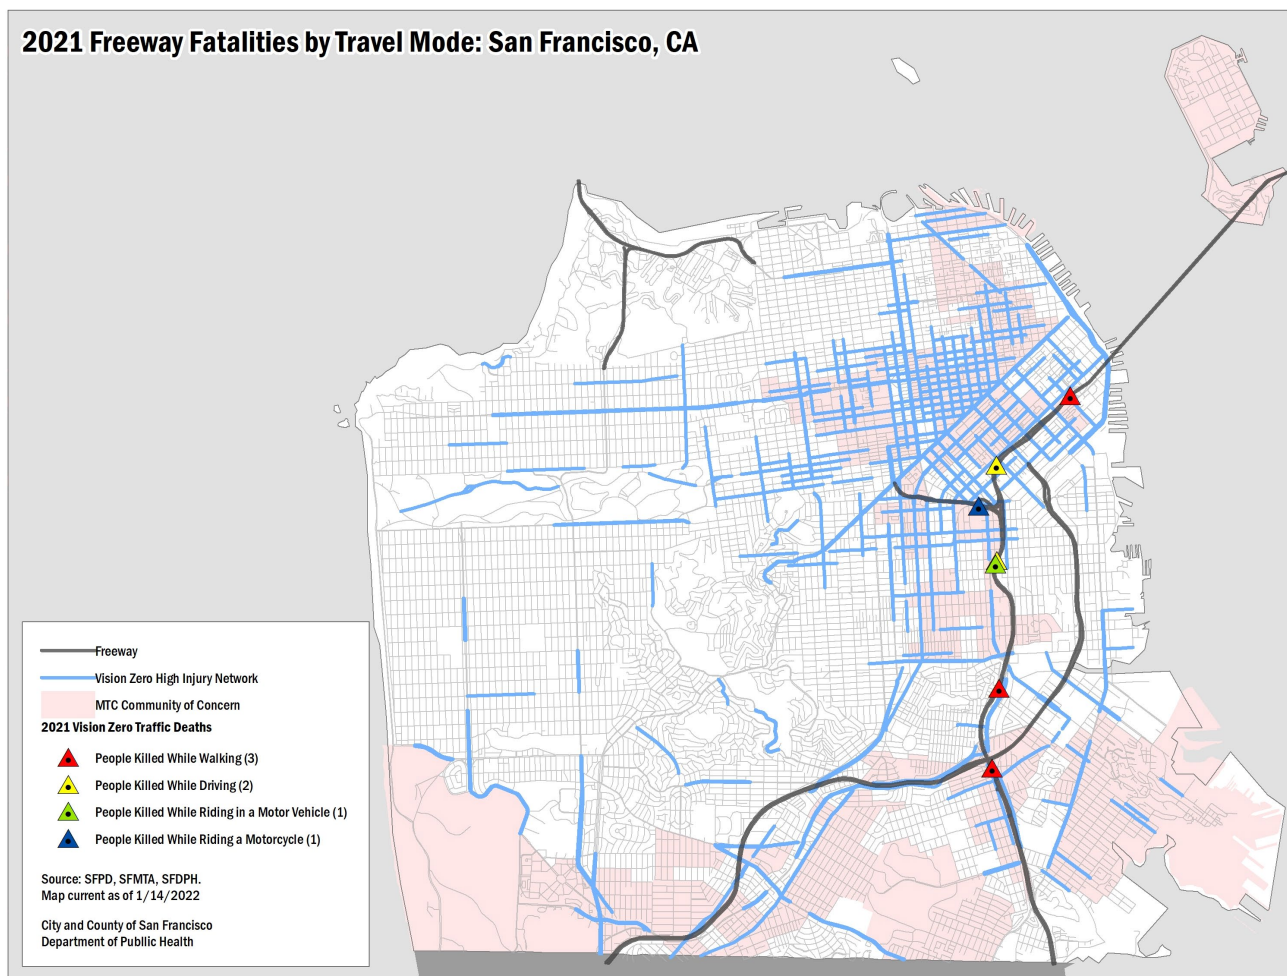 2021 Freeway Fatalities by Travel Mode: San Francisco, CA
Freeway
Vision Zero High Injury Network
MTC Community of Concern
2021 Vision Zero Traffic Deaths
People Killed While Walking (3)
People Killed While Driving (2)
People Killed While Riding in a Motor Vehicle (1)
People Killed While Riding a Motorcycle (1)
Source: SFPD, SFMTA, SFDPH.
Map current as of 1/14/2022
City and County of San Francisco
Department of Publlic Health